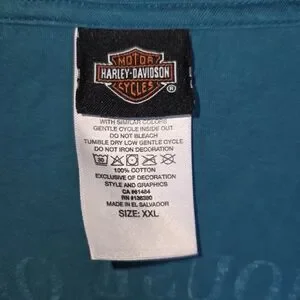 MOTOR
HARLEY-DAVIDSON
CYCLES
®
WITH SIMILAR COLORS
GENTLE CYCLE INSIDE OUT
DO NOT BLEACH
TUMBLE DRY LOW GENTLE CYCLE
DO NOT IRON DECORATION
30
100% COTTON
EXCLUSIVE OF DECORATION
STYLE AND GRAPHICS
CA #61484
RN #136380
MADE IN EL SALVADOR
SIZE: XXL